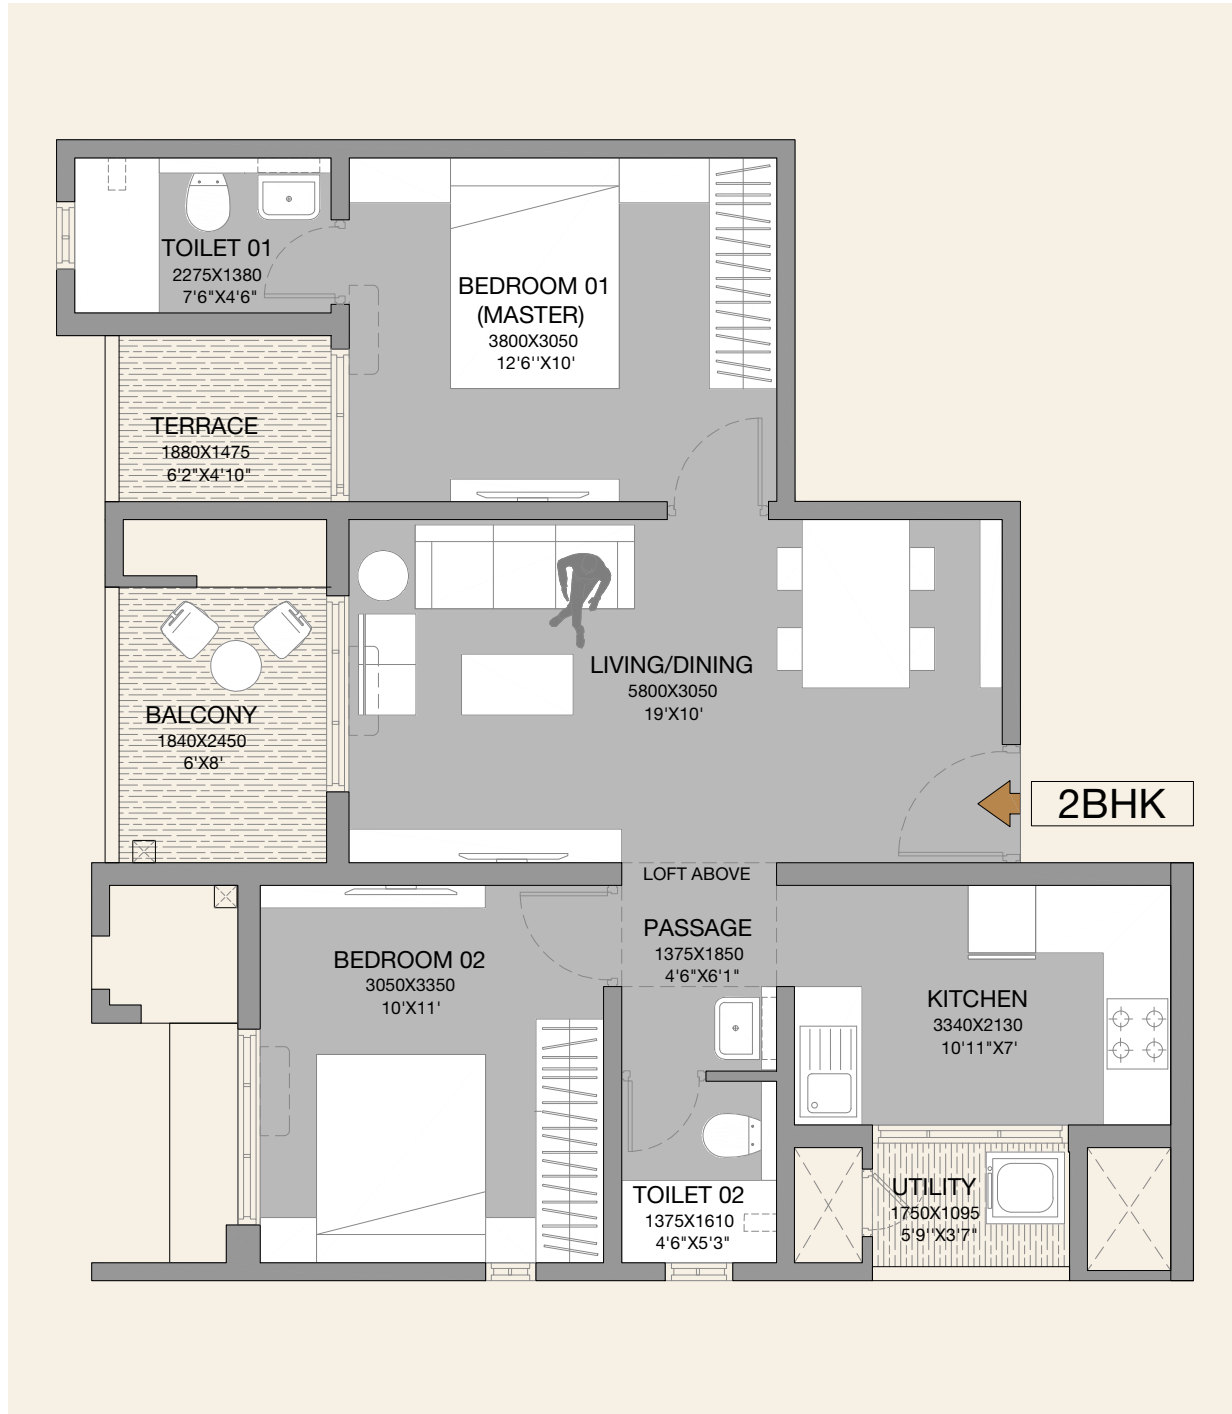 TOILET 01
2275X1380
7'6"X4'6"
BEDROOM 01
(MASTER)
3800X3050
12'6''X10'
TERRACE
1880X1475
6'2"X4'10"
LIVING/DINING
5800X3050
19'X10'
BALCONY
1840X2450
6'X8'
2BHK
LOFT ABOVE
PASSAGE
1375X1850
4'6"X6'1"
BEDROOM 02
3050X3350
10'X11'
KITCHEN
3340X2130
10'11"X7'
TOILET 02
1375X1610
4'6"X5'3"
UTILITY
1750X1095
5'9''X3'7"